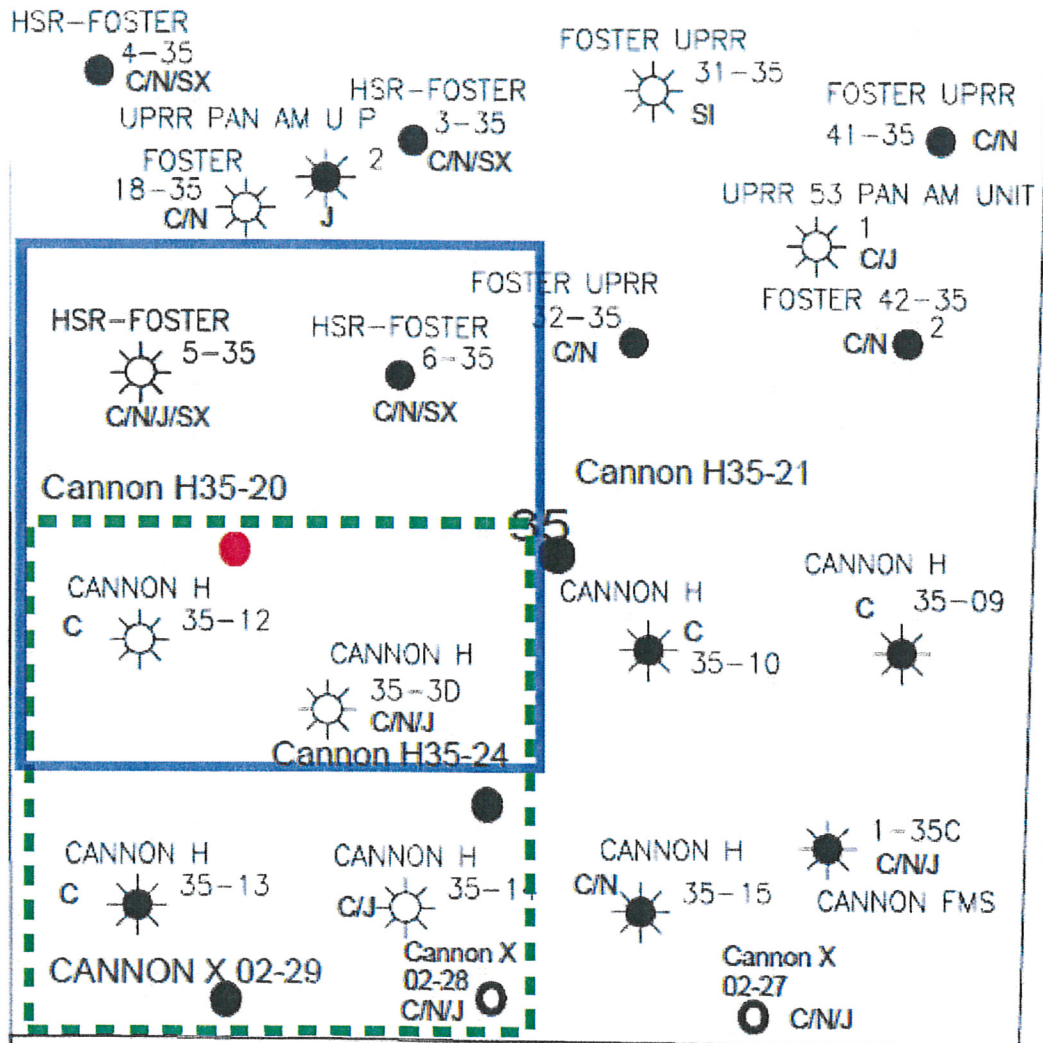 HSR-FOSTER
4-35
C/N/SX
UPRR PAN AM U P
2
J
HSR-FOSTER
3-35
C/N/SX
FOSTER
18-35
C/N
FOSTER UPRR
31-35
SI
FOSTER UPRR
41-35
C/N
UPRR 53 PAN AM UNIT
1
C/J
HSR-FOSTER
5-35
C/N/J/SX
HSR-FOSTER
6-35
C/N/SX
FOSTER UPRR
32-35
C/N
FOSTER 42-35
2
C/N
Cannon H35-20
Cannon H35-21
35
CANNON H
C
35-12
CANNON H
35-3D
C/N/J
CANNON H
C
35-10
CANNON H
C
35-09
Cannon H35-24
CANNON H
C
35-13
CANNON H
C/J
35-14
CANNON H
C/N
35-15
1-35C
C/N/J
CANNON FMS
CANNON X 02-29
Cannon X
02-28
C/N/J
Cannon X
02-27
C/N/J